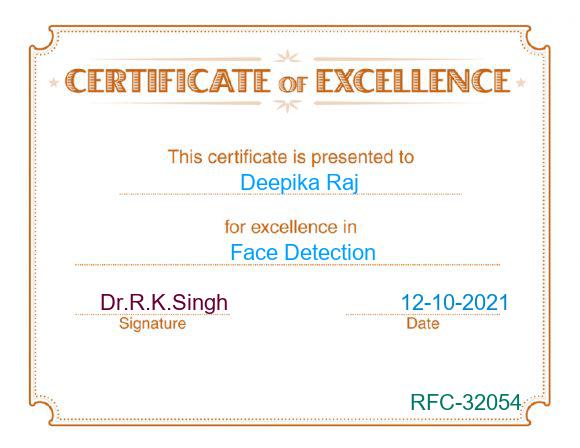 CERTIFICATE OF EXCELLENCE
This certificate is presented to
Deepika Raj
for excellence in
Face Detection
Dr.R.K.Singh 12-10-2021
Signature Date
RFC-32054